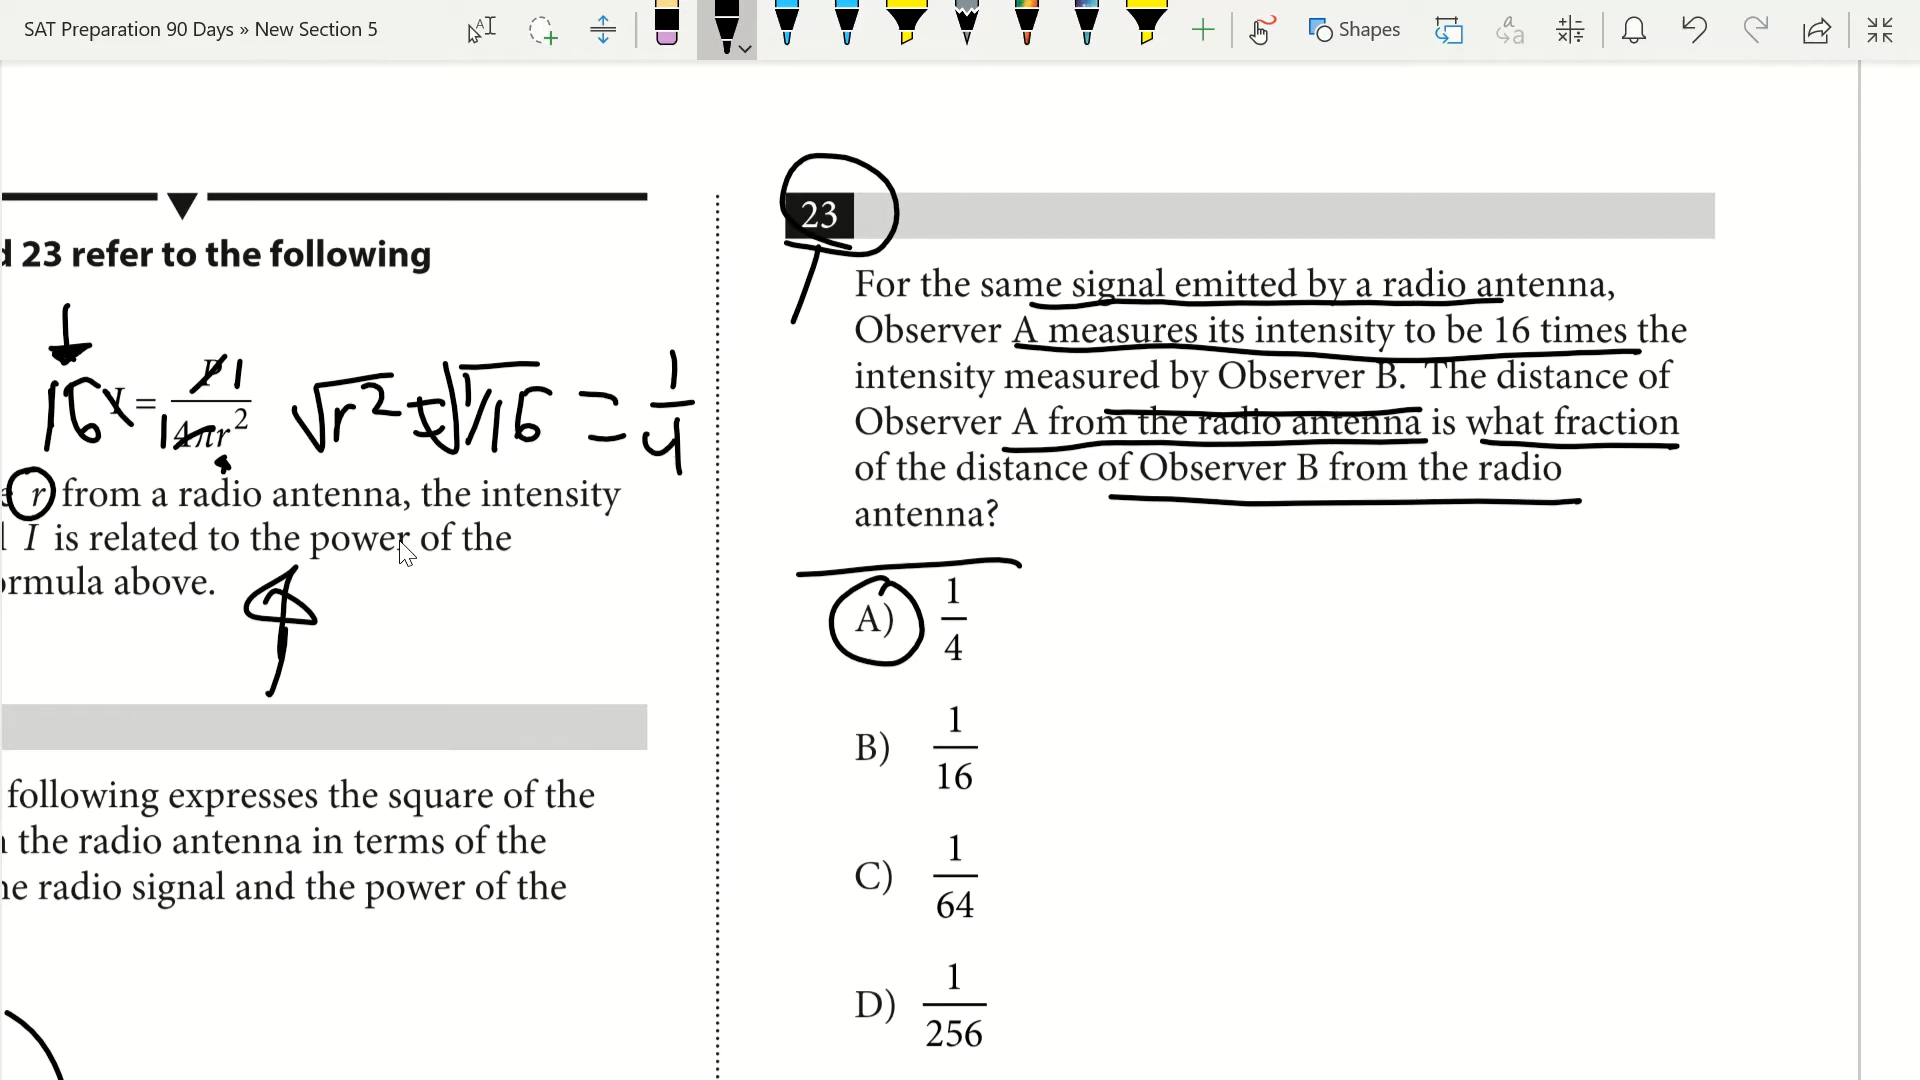 SAT Preparation 90 Days » New Section 5
Shapes
23 refer to the following
16 I = P 1 / 1 4πr² √r² = √1/16 = 1/4
r from a radio antenna, the intensity
I is related to the power of the
ormula above.
following expresses the square of the
the radio antenna in terms of the
radio signal and the power of the
23
For the same signal emitted by a radio antenna,
Observer A measures its intensity to be 16 times the
intensity measured by Observer B. The distance of
Observer A from the radio antenna is what fraction
of the distance of Observer B from the radio
antenna?
A) 1/4
B) 1/16
C) 1/64
D) 1/256